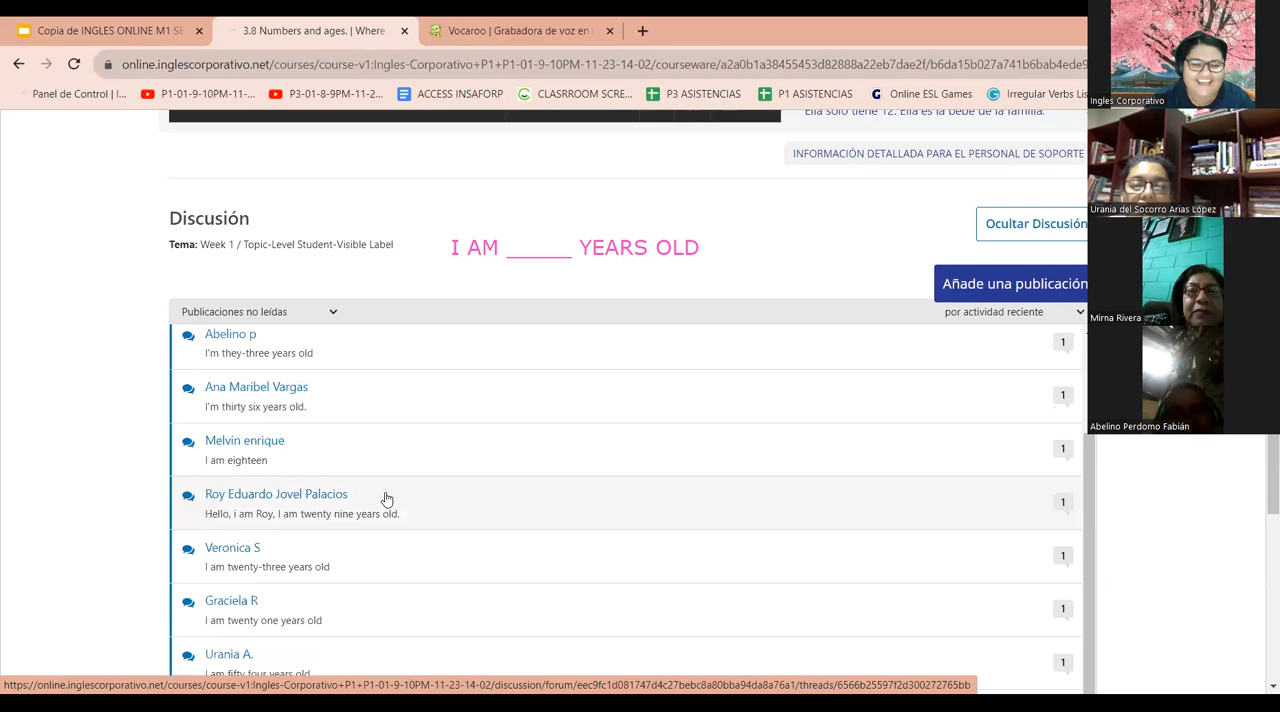 Copia de INGLES ONLINE M1 SE
3.8 Numbers and ages. | Where
Vocaroo | Grabadora de voz en
online.inglescorporativo.net/courses/course-v1:Ingles-Corporativo+P1+P1-01-9-10PM-11-23-14-02/courseware/a2a0b1a38455453d82888a22eb7dae2f/b6da15b027a741b6bab4ede9
Panel de Control | I...
P1-01-9-10PM-11-...
P3-01-8-9PM-11-2...
ACCESS INSAFORP
CLASRROOM SCRE...
P3 ASISTENCIAS
P1 ASISTENCIAS
Online ESL Games
Irregular Verbs Lis
Ella sólo tiene 12. Ella es la bebé de la familia.
INFORMACIÓN DETALLADA PARA EL PERSONAL DE SOPORTE
Discusión
Ocultar Discusión
Tema: Week 1 / Topic-Level Student-Visible Label
I AM ______ YEARS OLD
Añade una publicación
Publicaciones no leídas
por actividad reciente
Abelino p
I'm they-three years old
1
Ana Maribel Vargas
I'm thirty six years old.
1
Melvin enrique
I am eighteen
1
Roy Eduardo Jovel Palacios
Hello, i am Roy, I am twenty nine years old.
1
Veronica S
I am twenty-three years old
1
Graciela R
I am twenty one years old
1
Urania A.
I am fifty four years old
1
https://online.inglescorporativo.net/courses/course-v1:Ingles-Corporativo+P1+P1-01-9-10PM-11-23-14-02/discussion/forum/eec9fc1d081747d4c27bebc8a80bba94da8a76a1/threads/6566b25597f2d300272765bb
Ingles Corporativo
Urania del Socorro Arias López
Mirna Rivera
Abelino Perdomo Fabián